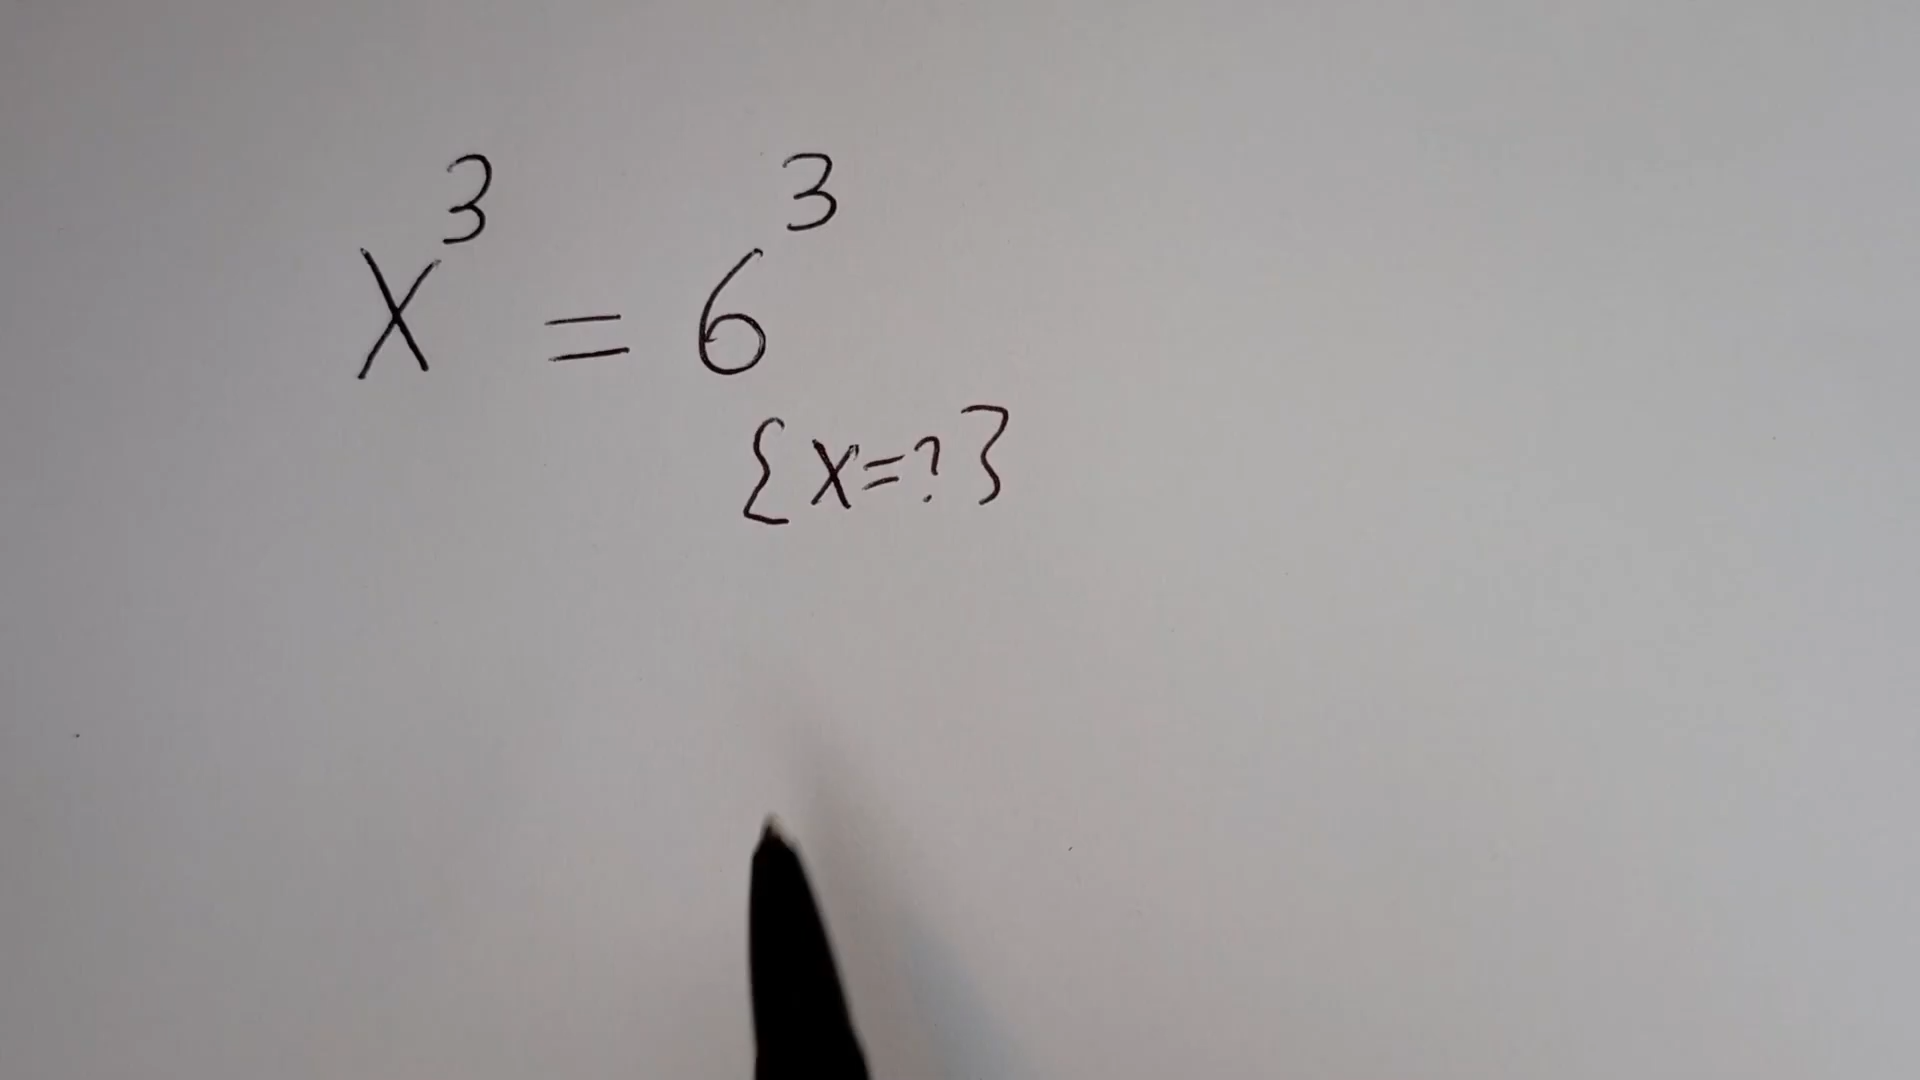 x³ = 6³
{x=?}